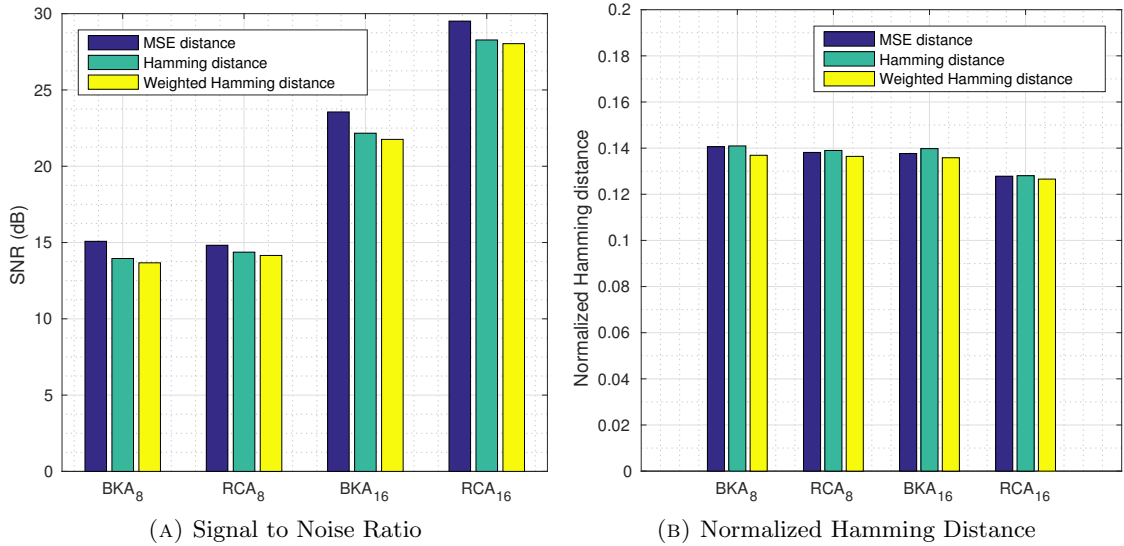 30
25
20
15
10
5
0
SNR (dB)
MSE distance
Hamming distance
Weighted Hamming distance
BKA8 RCA8 BKA16 RCA16
(A) Signal to Noise Ratio
0.2
0.18
0.16
0.14
0.12
0.1
0.08
0.06
0.04
0.02
0
Normalized Hamming distance
MSE distance
Hamming distance
Weighted Hamming distance
BKA8 RCA8 BKA16 RCA16
(B) Normalized Hamming Distance